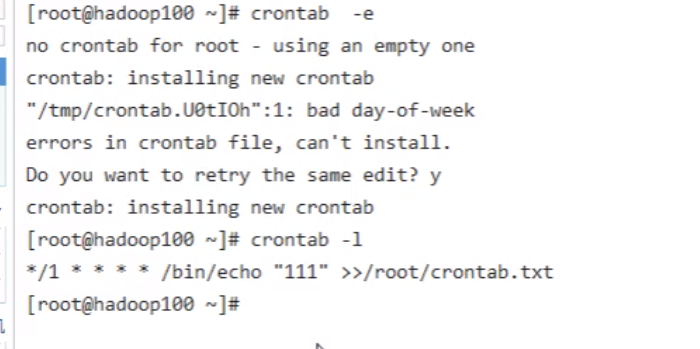 [root@hadoop100 ~]# crontab  -e
no crontab for root - using an empty one
crontab: installing new crontab
"/tmp/crontab.U0tIOh":1: bad day-of-week
errors in crontab file, can't install.
Do you want to retry the same edit? y
crontab: installing new crontab
[root@hadoop100 ~]# crontab -l
*/1 * * * * /bin/echo "111" >>/root/crontab.txt
[root@hadoop100 ~]#